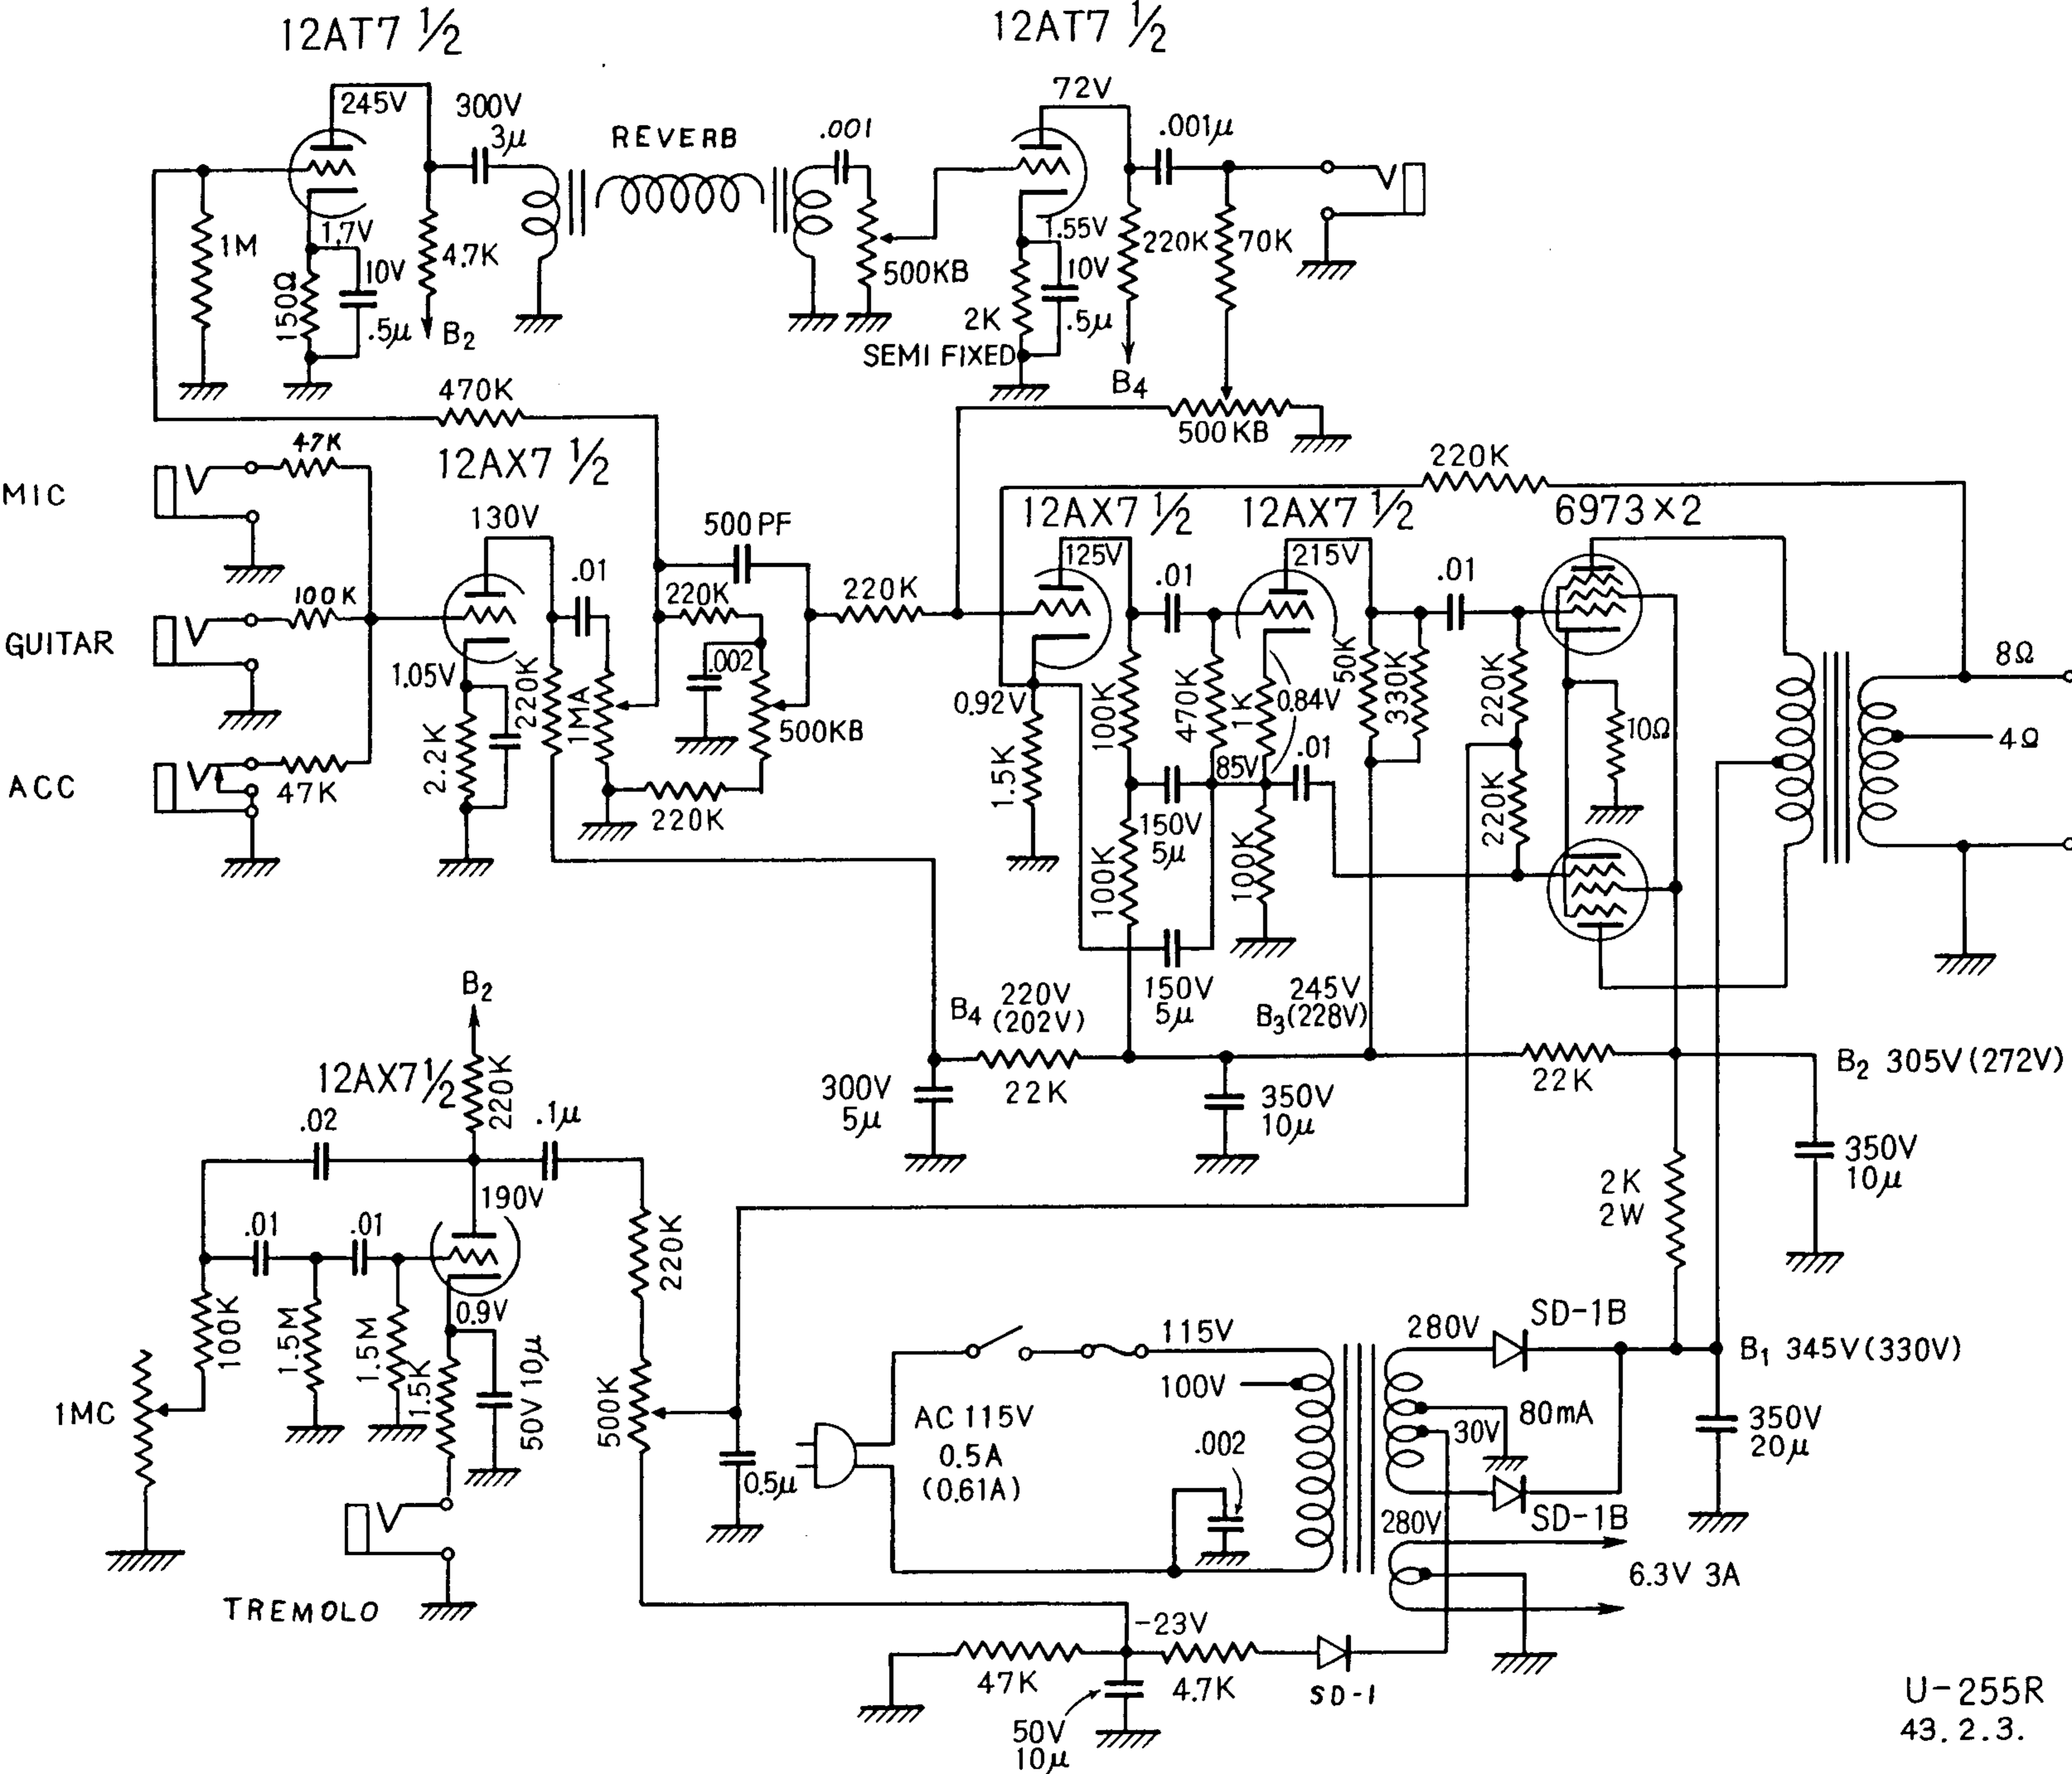 12AT7 ½
12AT7 ½
245V
300V
3μ
REVERB
.001
72V
.001μ
1M
1.7V
10V
150Ω
.5μ
4.7K
B₂
500KB
1.55V
10V
2K
.5μ
SEMI FIXED
220K
70K
B₄
470K
500KB
47K
12AX7 ½
MIC
130V
500PF
220K
12AX7 ½
12AX7 ½
6973×2
100K
GUITAR
.01
220K
220K
125V
.01
215V
.01
1.05V
220K
1MA
.002
500KB
0.92V
100K
470K
1K
0.84V
50K
330K
220K
10Ω
8Ω
4Ω
ACC
47K
2.2K
220K
1.5K
85V
.01
150V
5μ
100K
100K
220K
150V
5μ
B₂
B₄
220V
(202V)
245V
B₃(228V)
12AX7½
220K
300V
5μ
22K
350V
10μ
22K
B₂ 305V(272V)
.02
.1μ
350V
10μ
190V
.01
.01
220K
2K
2W
100K
1.5M
1.5M
0.9V
1.5K
50V 10μ
1MC
500K
0.5μ
115V
100V
AC 115V
0.5A
(0.61A)
.002
280V
SD-1B
80mA
30V
B₁ 345V(330V)
350V
20μ
SD-1B
280V
6.3V 3A
TREMOLO
-23V
47K
4.7K
SD-1
50V
10μ
U-255R
43.2.3.